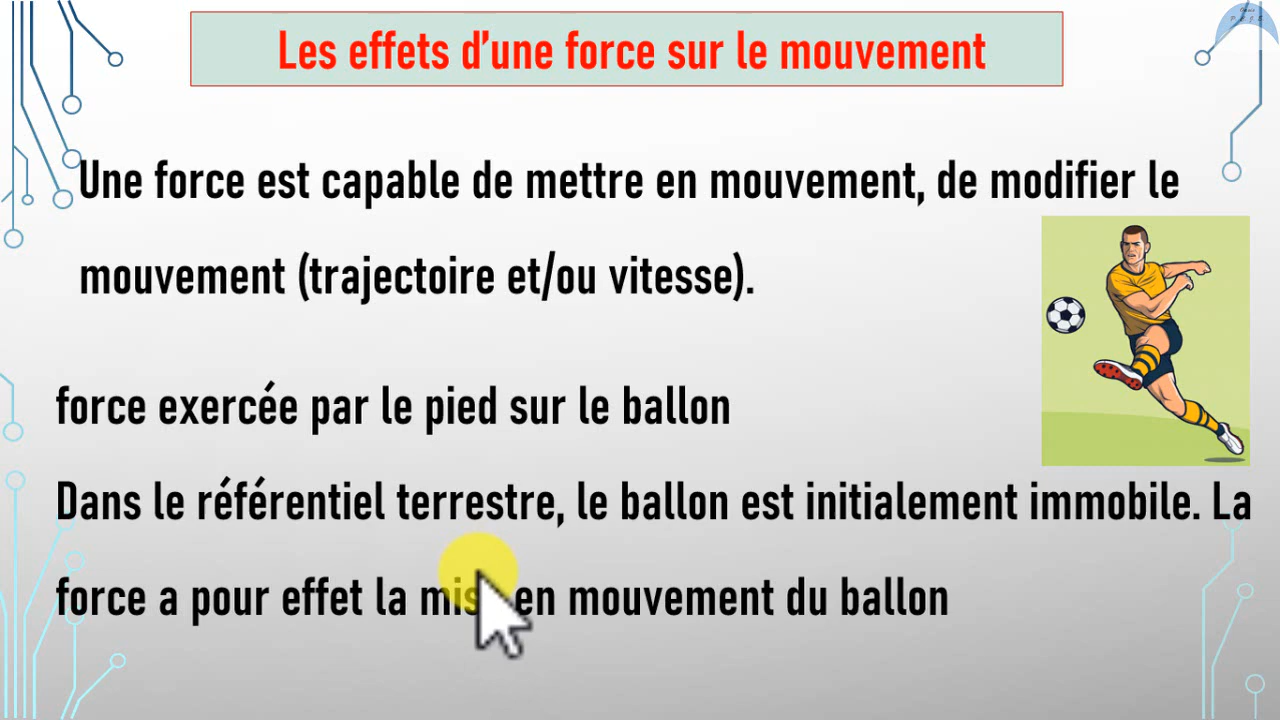 Les effets d’une force sur le mouvement
Une force est capable de mettre en mouvement, de modifier le
mouvement (trajectoire et/ou vitesse).
force exercée par le pied sur le ballon
Dans le référentiel terrestre, le ballon est initialement immobile. La
force a pour effet la en mouvement du ballon